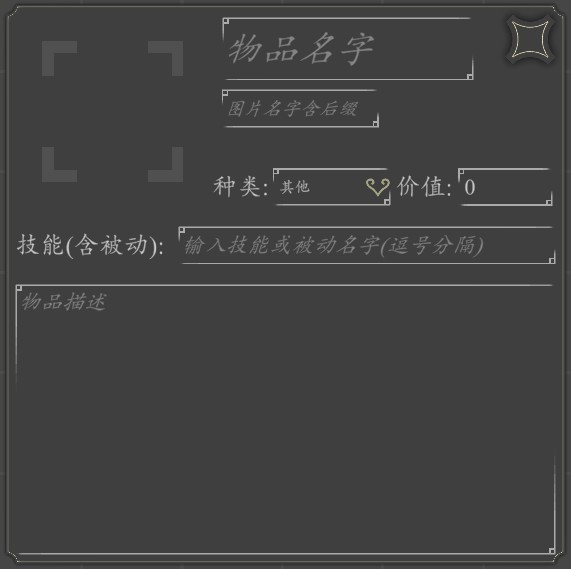 物品名字
图片名字含后缀
种类: 其他 价值: 0
技能(含被动): 输入技能或被动名字(逗号分隔)
物品描述